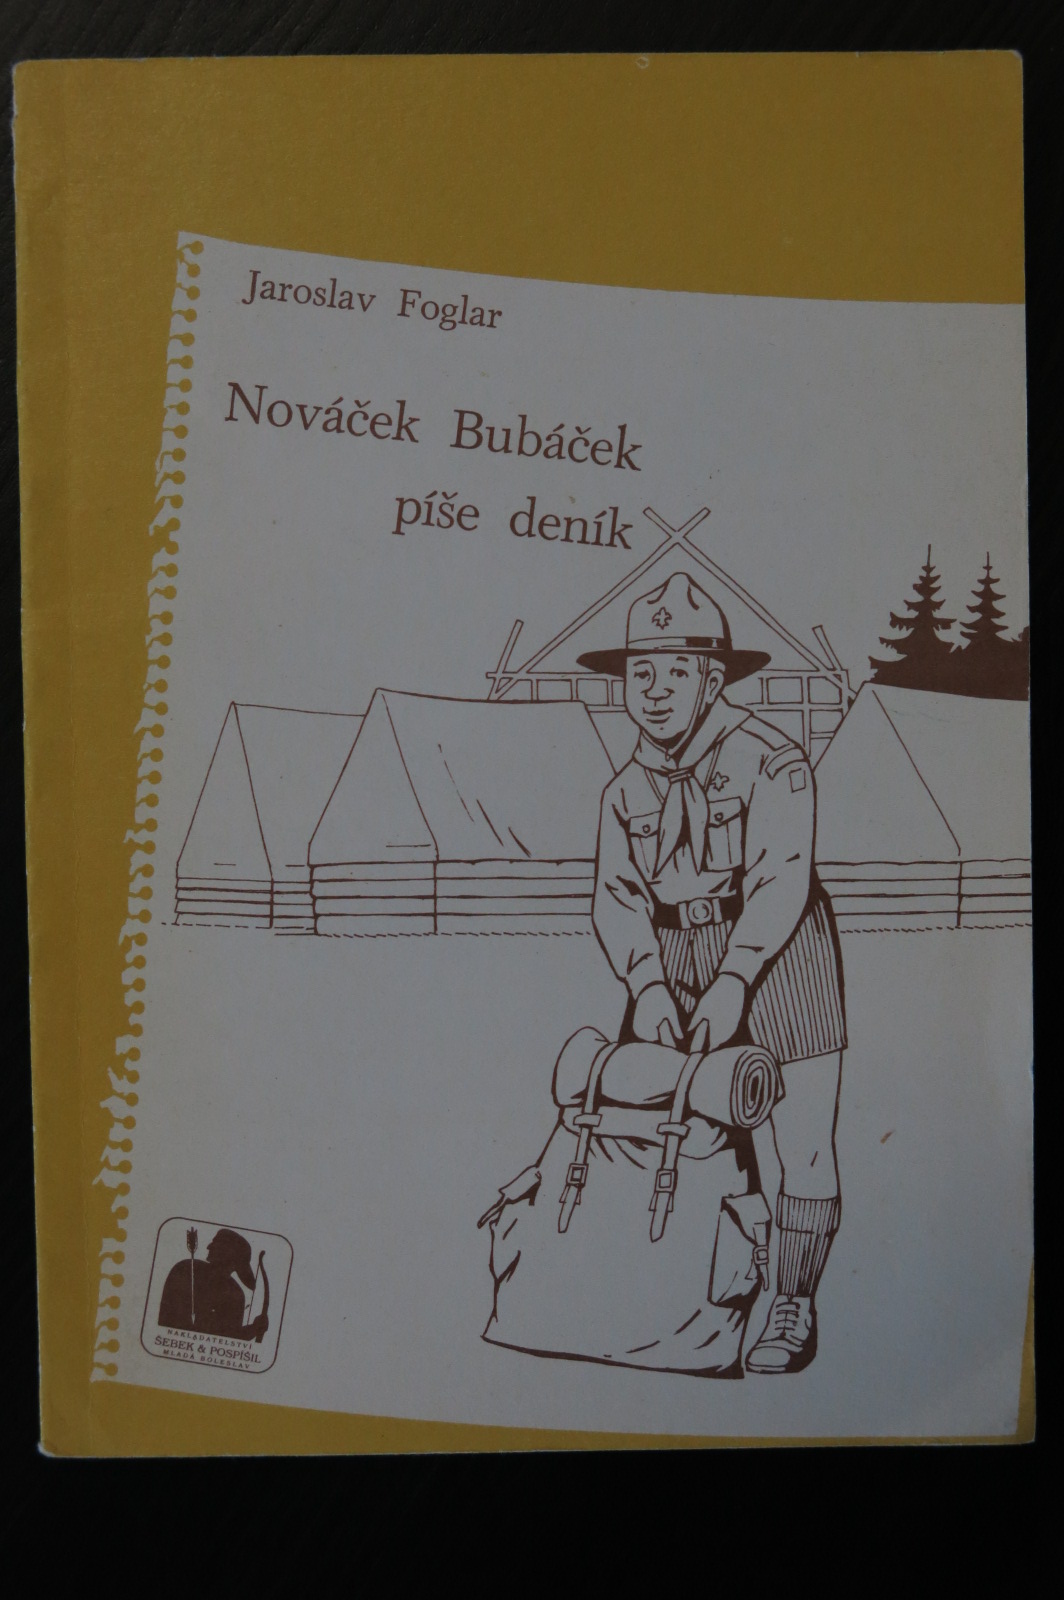 Jaroslav Foglar
Nováček Bubáček
píše deník
NAKLADATELSTVÍ
ŠEBEK & POSPÍŠIL
MLADÁ BOLESLAV